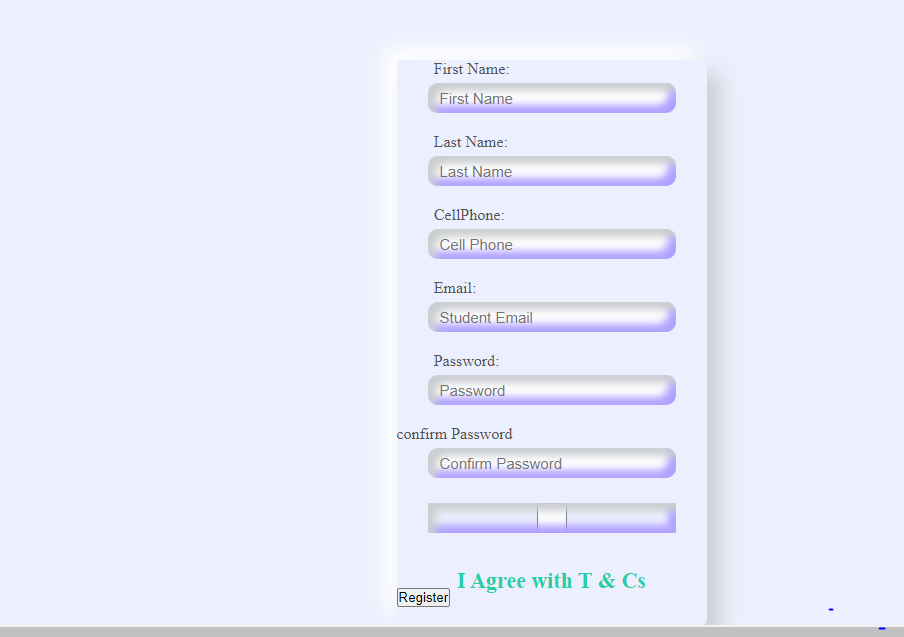 First Name:
First Name
Last Name:
Last Name
CellPhone:
Cell Phone
Email:
Student Email
Password:
Password
confirm Password
Confirm Password
I Agree with T & Cs
Register